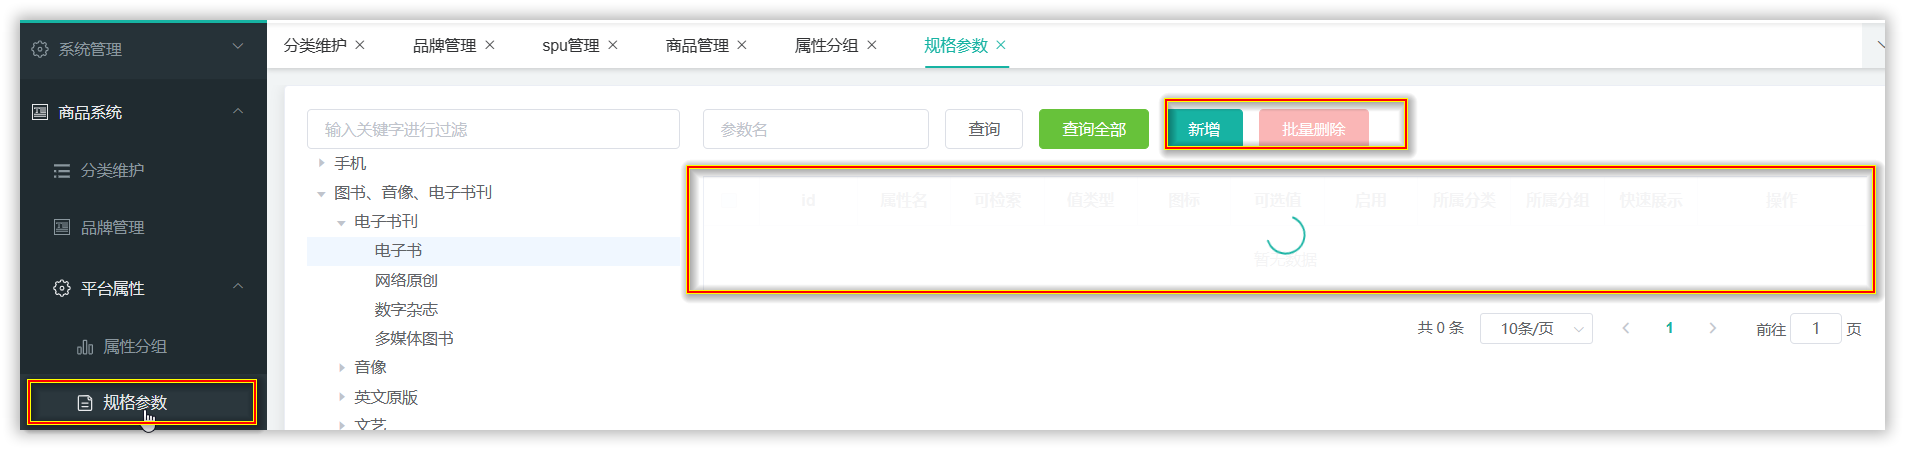 系统管理
商品系统
分类维护
品牌管理
平台属性
属性分组
规格参数
分类维护 品牌管理 spu管理 商品管理 属性分组 规格参数
输入关键字进行过滤 参数名 查询 查询全部 新增 批量删除
手机
图书、音像、电子书刊
电子书刊
电子书
网络原创
数字杂志
多媒体图书
音像
英文原版
文艺
Id 属性名 可检索 值类型 图标 可选值 启用 所属分类 所属分组 快速展示 操作
暂无数据
共 0 条 10条/页 1 前往 1 页